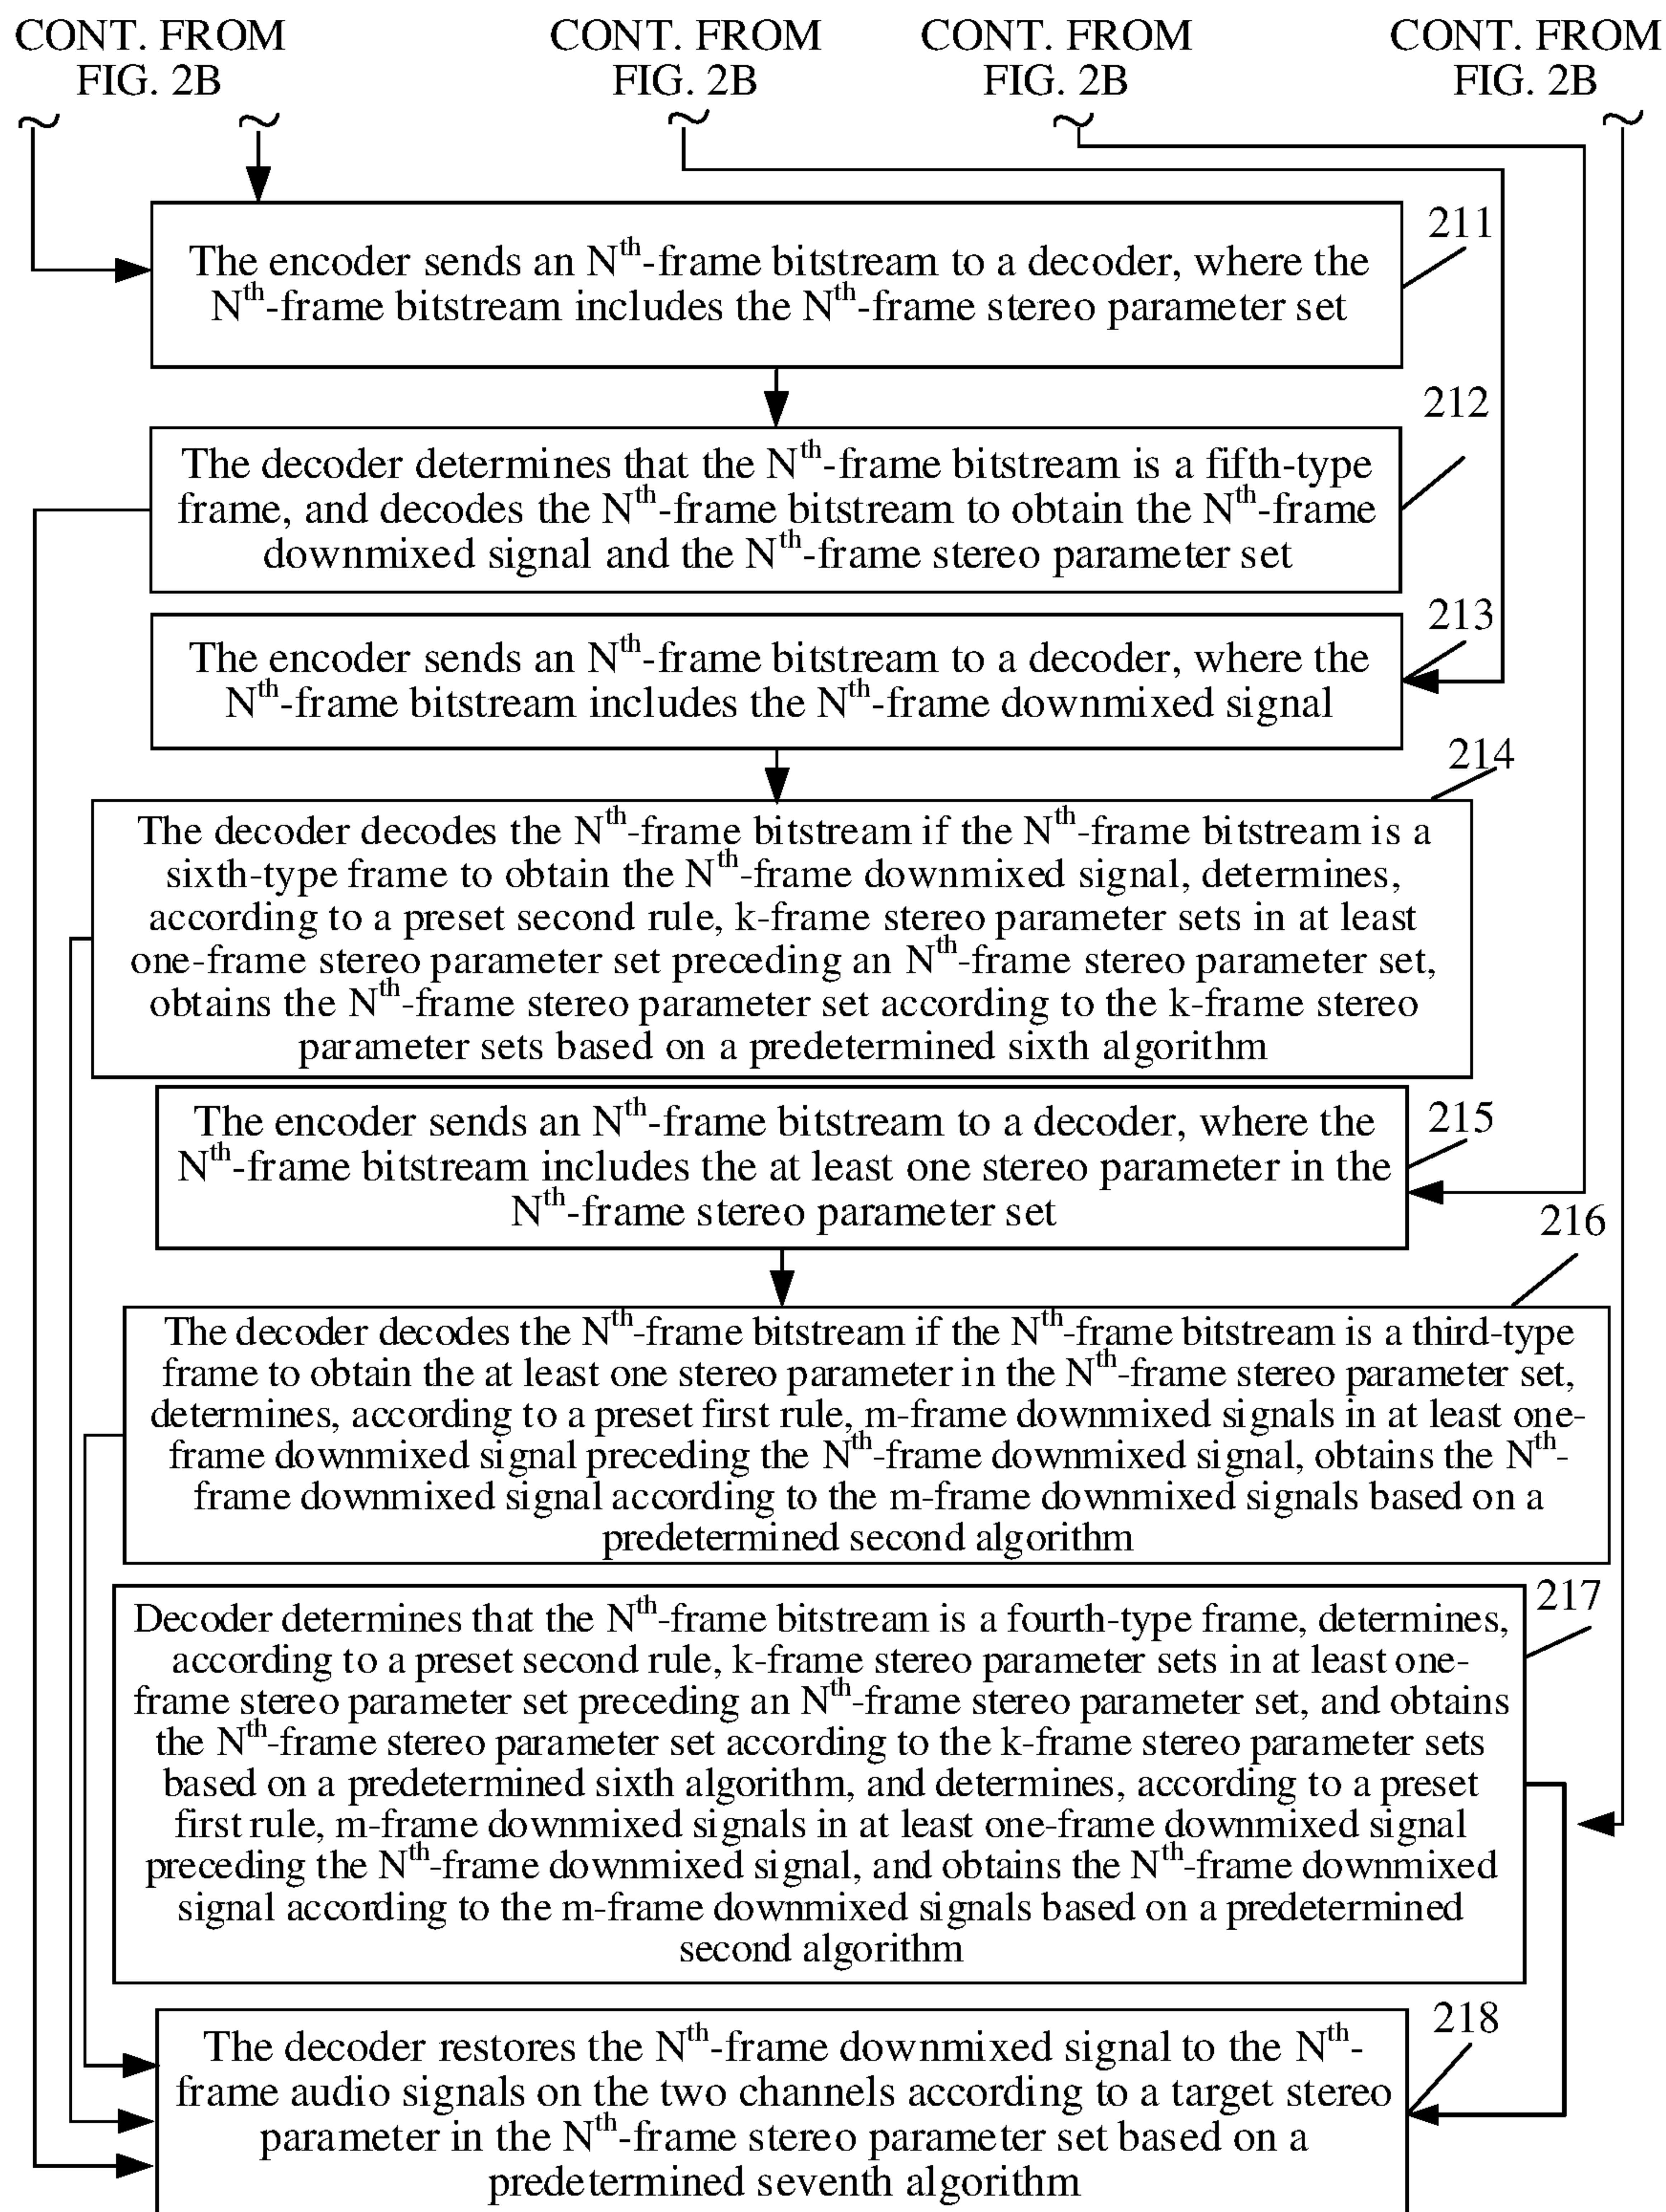 CONT. FROM
FIG. 2B
CONT. FROM
FIG. 2B
CONT. FROM
FIG. 2B
CONT. FROM
FIG. 2B
211
The encoder sends an Nth-frame bitstream to a decoder, where the
Nth-frame bitstream includes the Nth-frame stereo parameter set
212
The decoder determines that the Nth-frame bitstream is a fifth-type
frame, and decodes the Nth-frame bitstream to obtain the Nth-frame
downmixed signal and the Nth-frame stereo parameter set
213
The encoder sends an Nth-frame bitstream to a decoder, where the
Nth-frame bitstream includes the Nth-frame downmixed signal
214
The decoder decodes the Nth-frame bitstream if the Nth-frame bitstream is a
sixth-type frame to obtain the Nth-frame downmixed signal, determines,
according to a preset second rule, k-frame stereo parameter sets in at least
one-frame stereo parameter set preceding an Nth-frame stereo parameter set,
obtains the Nth-frame stereo parameter set according to the k-frame stereo
parameter sets based on a predetermined sixth algorithm
215
The encoder sends an Nth-frame bitstream to a decoder, where the
Nth-frame bitstream includes the at least one stereo parameter in the
Nth-frame stereo parameter set
216
The decoder decodes the Nth-frame bitstream if the Nth-frame bitstream is a third-type
frame to obtain the at least one stereo parameter in the Nth-frame stereo parameter set,
determines, according to a preset first rule, m-frame downmixed signals in at least one-
frame downmixed signal preceding the Nth-frame downmixed signal, obtains the Nth-
frame downmixed signal according to the m-frame downmixed signals based on a
predetermined second algorithm
217
Decoder determines that the Nth-frame bitstream is a fourth-type frame, determines,
according to a preset second rule, k-frame stereo parameter sets in at least one-
frame stereo parameter set preceding an Nth-frame stereo parameter set, and obtains
the Nth-frame stereo parameter set according to the k-frame stereo parameter sets
based on a predetermined sixth algorithm, and determines, according to a preset
first rule, m-frame downmixed signals in at least one-frame downmixed signal
preceding the Nth-frame downmixed signal, and obtains the Nth-frame downmixed
signal according to the m-frame downmixed signals based on a predetermined
second algorithm
218
The decoder restores the Nth-frame downmixed signal to the Nth-
frame audio signals on the two channels according to a target stereo
parameter in the Nth-frame stereo parameter set based on a
predetermined seventh algorithm